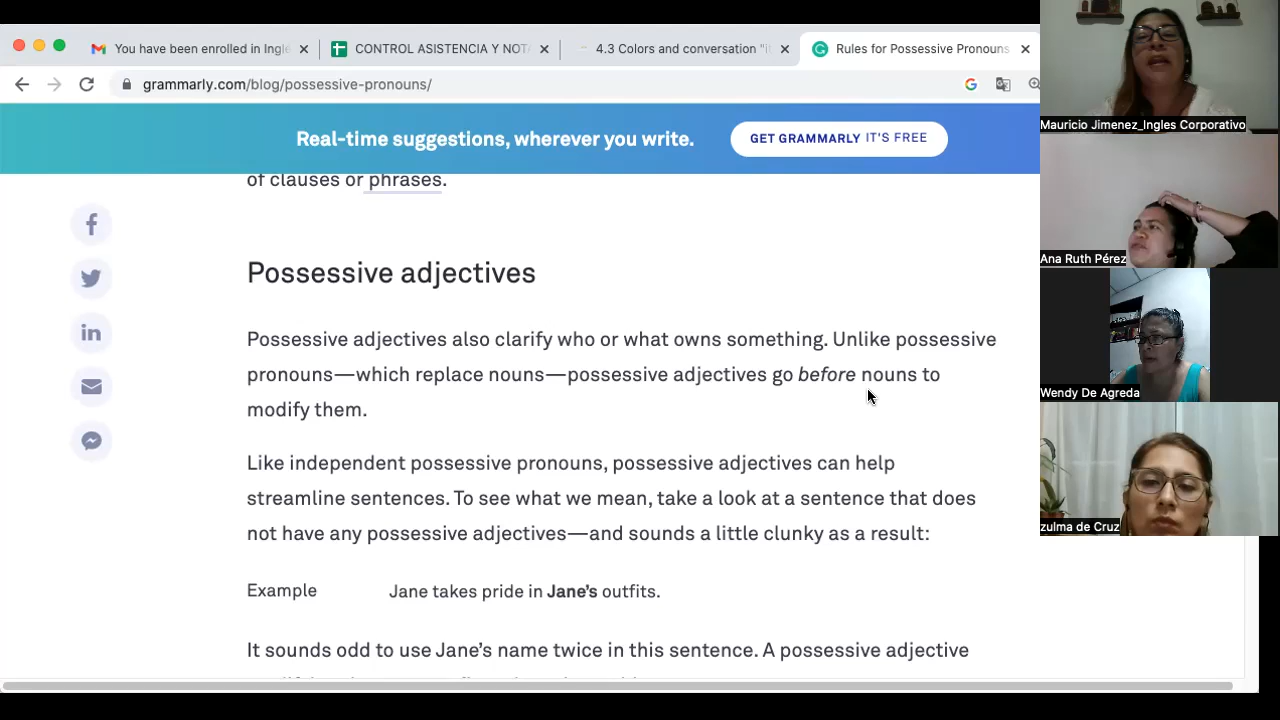 You have been enrolled in Ingl
CONTROL ASISTENCIA Y NOT
4.3 Colors and conversation "i
Rules for Possessive Pronouns
grammarly.com/blog/possessive-pronouns/
Real-time suggestions, wherever you write.
GET GRAMMARLY IT'S FREE
of clauses or phrases.
Possessive adjectives
Possessive adjectives also clarify who or what owns something. Unlike possessive
pronouns—which replace nouns—possessive adjectives go before nouns to
modify them.
Like independent possessive pronouns, possessive adjectives can help
streamline sentences. To see what we mean, take a look at a sentence that does
not have any possessive adjectives—and sounds a little clunky as a result:
Example
Jane takes pride in Jane's outfits.
It sounds odd to use Jane's name twice in this sentence. A possessive adjective
Mauricio Jimenez_Ingles Corporativo
Ana Ruth Pérez
Wendy De Agreda
zulma de Cruz